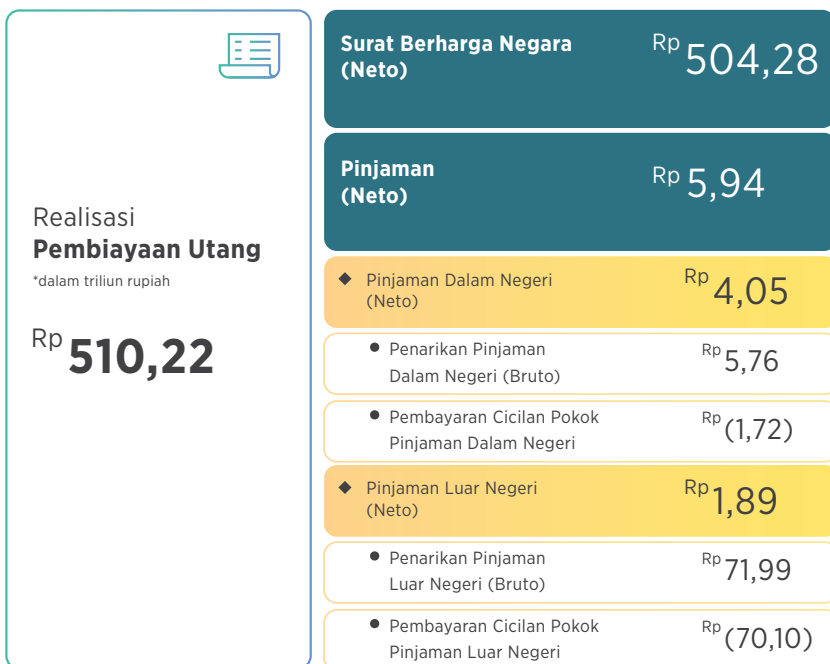 Realisasi
Pembiayaan Utang
*dalam triliun rupiah
Rp 510,22
Surat Berharga Negara
(Neto)
Rp 504,28
Pinjaman
(Neto)
Rp 5,94
Pinjaman Dalam Negeri
(Neto)
Rp 4,05
Penarikan Pinjaman
Dalam Negeri (Bruto)
Rp 5,76
Pembayaran Cicilan Pokok
Pinjaman Dalam Negeri
Rp (1,72)
Pinjaman Luar Negeri
(Neto)
Rp 1,89
Penarikan Pinjaman
Luar Negeri (Bruto)
Rp 71,99
Pembayaran Cicilan Pokok
Pinjaman Luar Negeri
Rp (70,10)